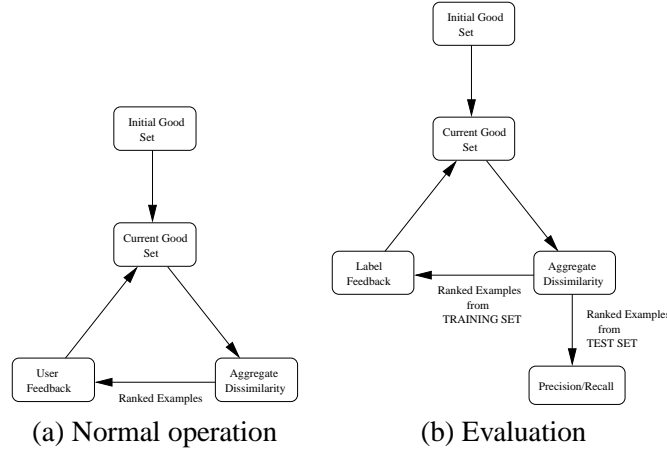 Initial Good
Set
Current Good
Set
User
Feedback
Aggregate
Dissimilarity
Ranked Examples
(a) Normal operation
Initial Good
Set
Current Good
Set
Label
Feedback
Aggregate
Dissimilarity
Ranked Examples
from
TRAINING SET
Ranked Examples
from
TEST SET
Precision/Recall
(b) Evaluation